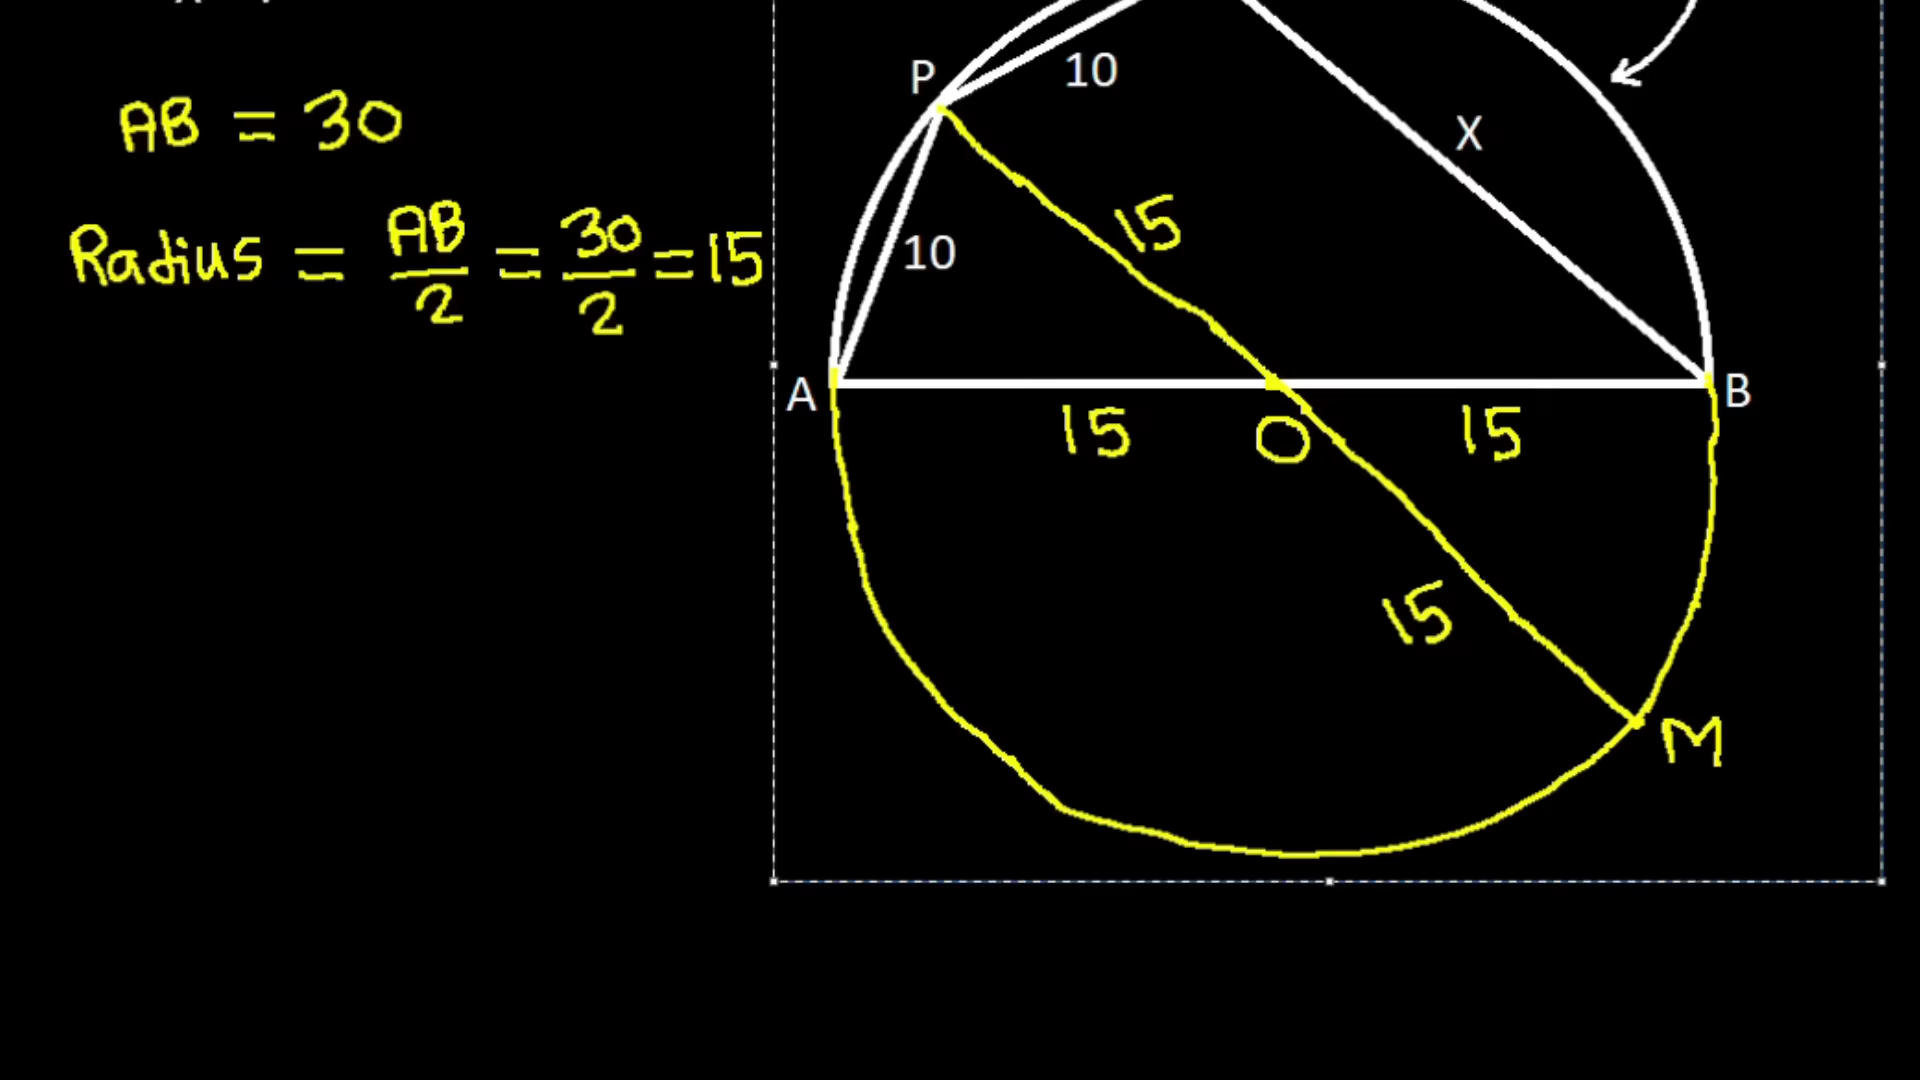 AB = 30
Radius = AB/2 = 30/2 = 15
P
10
X
15
10
A
B
15
O
15
15
M